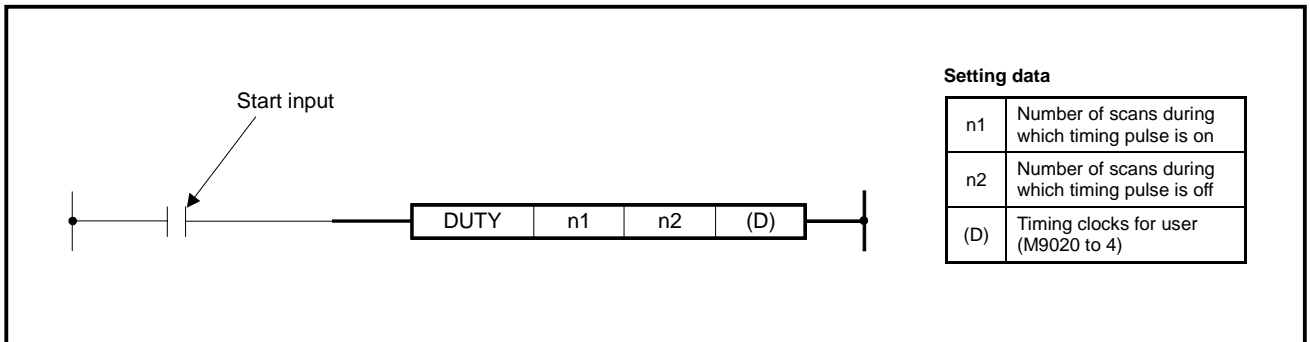 Start input
DUTY n1 n2 (D)
Setting data
n1 Number of scans during
which timing pulse is on
n2 Number of scans during
which timing pulse is off
(D) Timing clocks for user
(M9020 to 4)